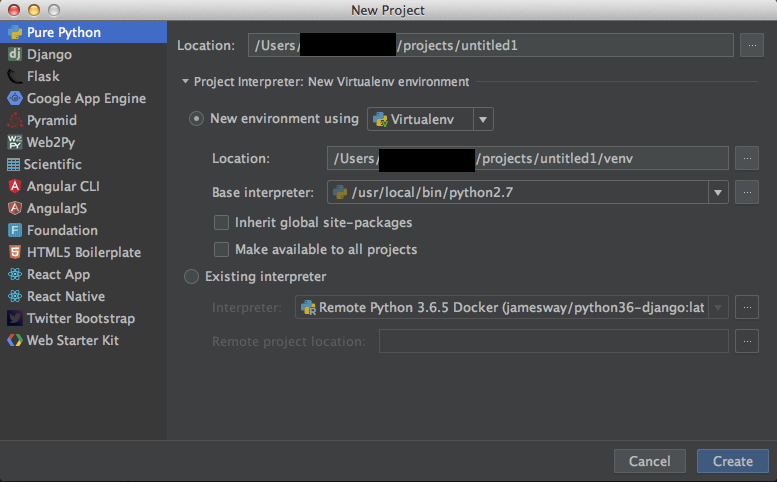 New Project
Pure Python
Django
Flask
Google App Engine
Pyramid
Web2Py
Scientific
Angular CLI
AngularJS
Foundation
HTML5 Boilerplate
React App
React Native
Twitter Bootstrap
Web Starter Kit
Location: /Users/ /projects/untitled1 ...
Project Interpreter: New Virtualenv environment
New environment using Virtualenv
Location: /Users/ /projects/untitled1/venv ...
Base interpreter: /usr/local/bin/python2.7 ...
Inherit global site-packages
Make available to all projects
Existing interpreter
Interpreter: Remote Python 3.6.5 Docker (jamesway/python36-django:lat ...
Remote project location: ...
Cancel Create